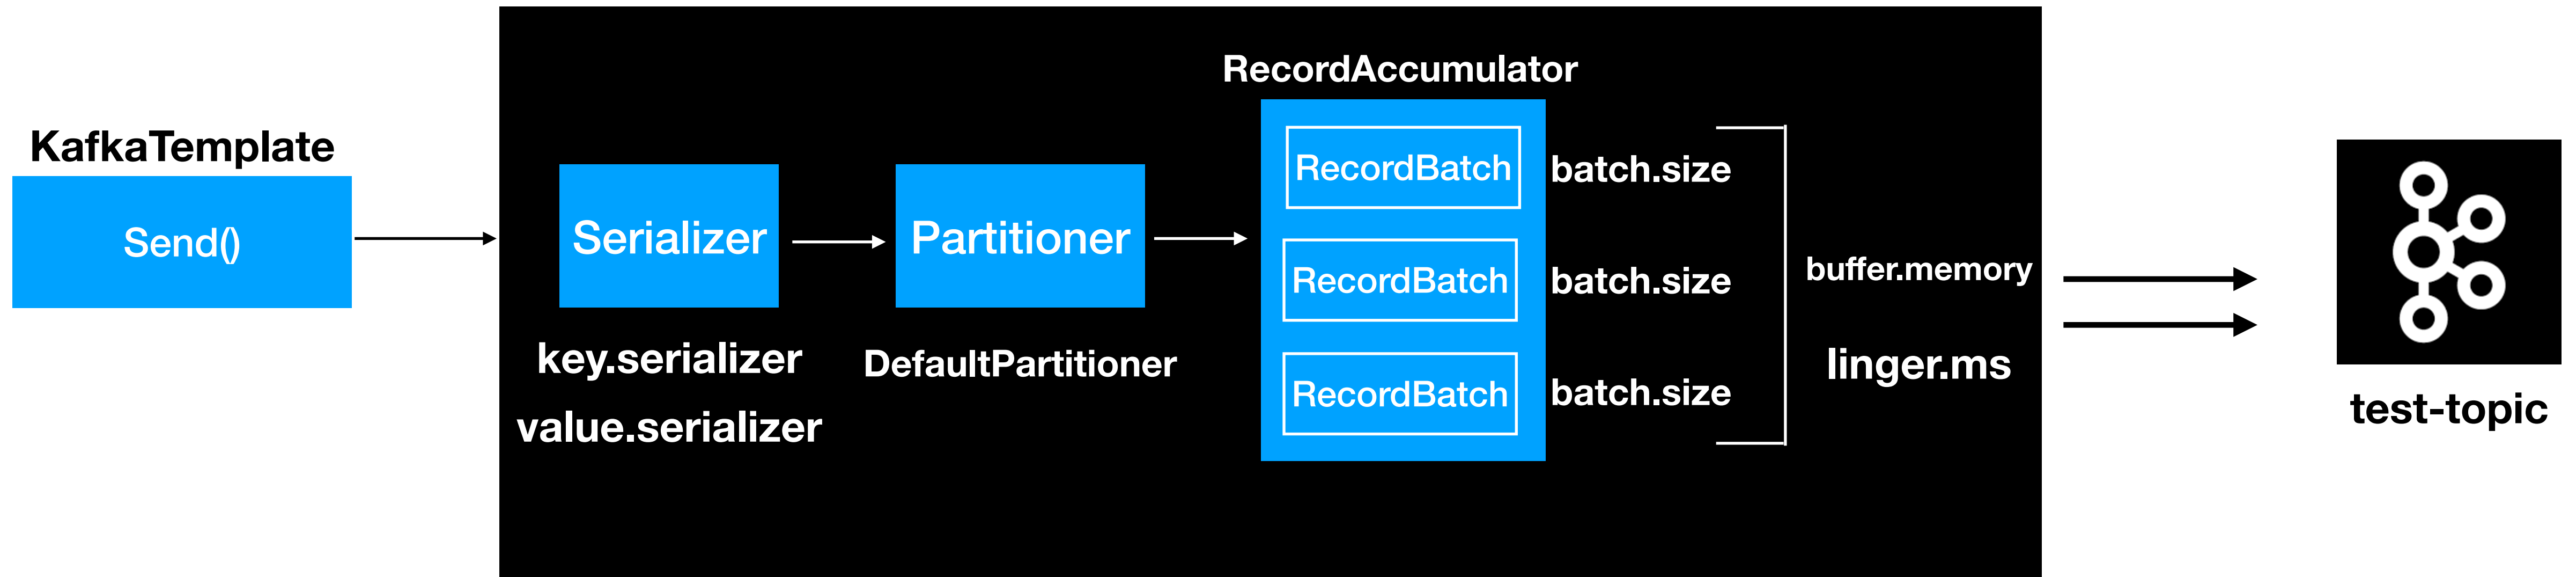 KafkaTemplate
Send()
Serializer
key.serializer
value.serializer
Partitioner
DefaultPartitioner
RecordAccumulator
RecordBatch
batch.size
RecordBatch
batch.size
RecordBatch
batch.size
buffer.memory
linger.ms
test-topic